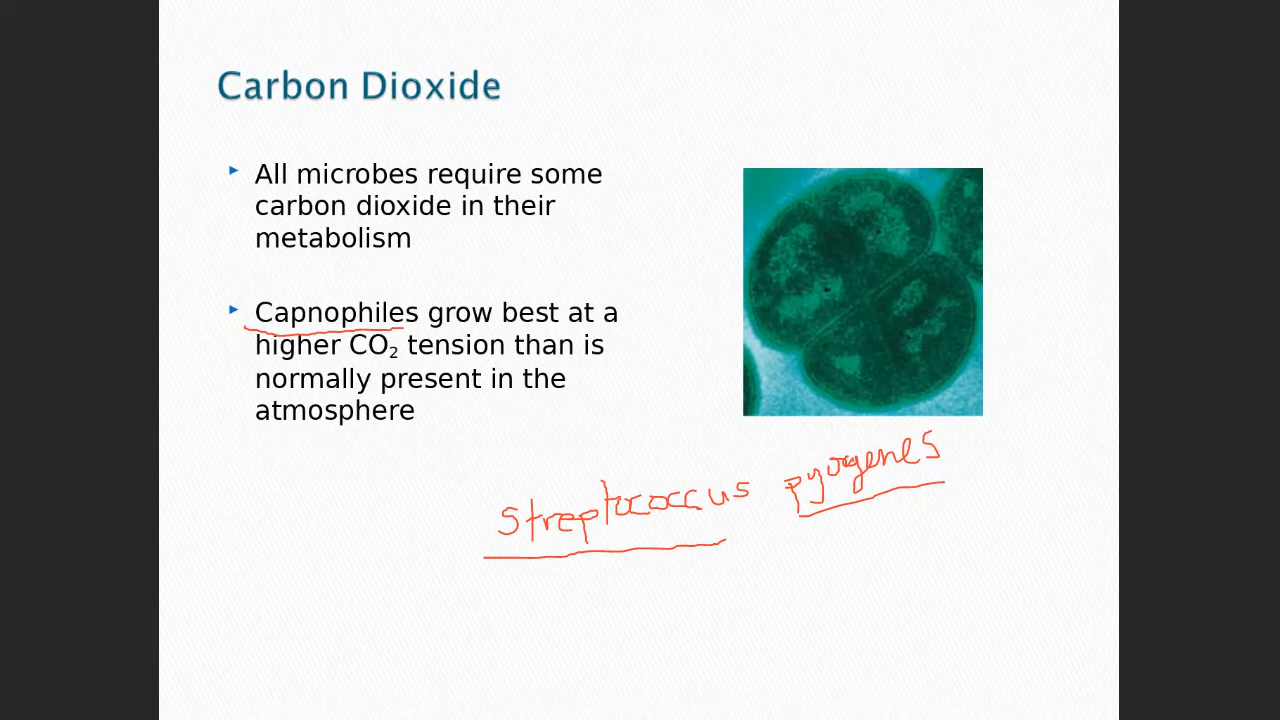 Carbon Dioxide
All microbes require some
carbon dioxide in their
metabolism
Capnophiles grow best at a
higher CO₂ tension than is
normally present in the
atmosphere
Streptococcus pyogenes